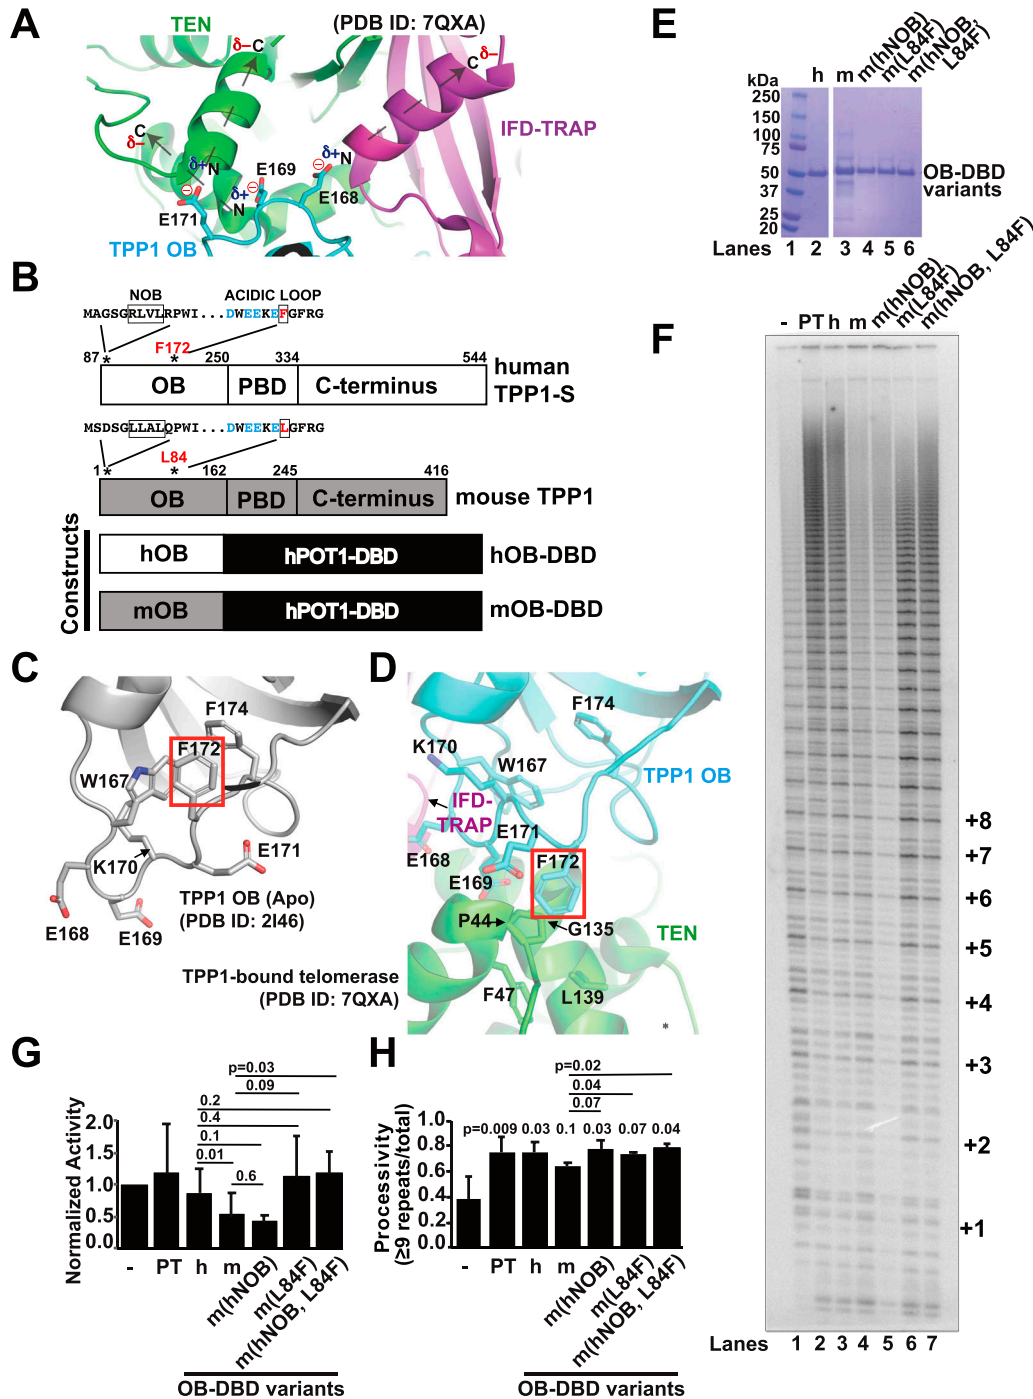 A
TEN
(PDB ID: 7QXA)
δ–
C
C
δ–
IFD-TRAP
C
δ–
δ+
N
E169
δ+
N
δ+
N
E171
E168
TPP1 OB
B
NOB
ACIDIC LOOP
MAGSGRLVLRPWI...DWEEKEFGFRG
F172
87
*
*
250
334
544
OB
PBD
C-terminus
human
TPP1-S
MSDSGLLALQPWI...DWEEKELGFRG
L84
1
*
*
162
245
416
OB
PBD
C-terminus
mouse TPP1
Constructs
hOB
hPOT1-DBD
hOB-DBD
mOB
hPOT1-DBD
mOB-DBD
C
F174
F172
W167
K170
E171
E168
E169
TPP1 OB (Apo)
(PDB ID: 2I46)
TPP1-bound telomerase
(PDB ID: 7QXA)
D
F174
K170
W167
TPP1 OB
IFD-
TRAP
E171
E168
F172
E169
P44
G135
TEN
F47
L139
*
E
kDa
h
m
m(hNOB)
m(L84F)
m(hNOB,
L84F)
250
150
100
75
50
37
25
20
OB-DBD
variants
Lanes
1
2
3
4
5
6
F
-
PT
h
m
m(hNOB)
m(L84F)
m(hNOB, L84F)
+8
+7
+6
+5
+4
+3
+2
+1
Lanes
1
2
3
4
5
6
7
G
Normalized Activity
2.0
1.5
1.0
0.5
0.0
p=0.03
0.09
0.2
0.4
0.1
0.01
0.6
-
PT
h
m
m(hNOB)
m(L84F)
m(hNOB, L84F)
OB-DBD variants
H
Processivity
(≥9 repeats/total)
1.0
0.8
0.6
0.4
0.2
0.0
p=0.02
0.04
0.07
p=0.009
0.03
0.1
0.03
0.07
0.04
-
PT
h
m
m(hNOB)
m(L84F)
m(hNOB, L84F)
OB-DBD variants